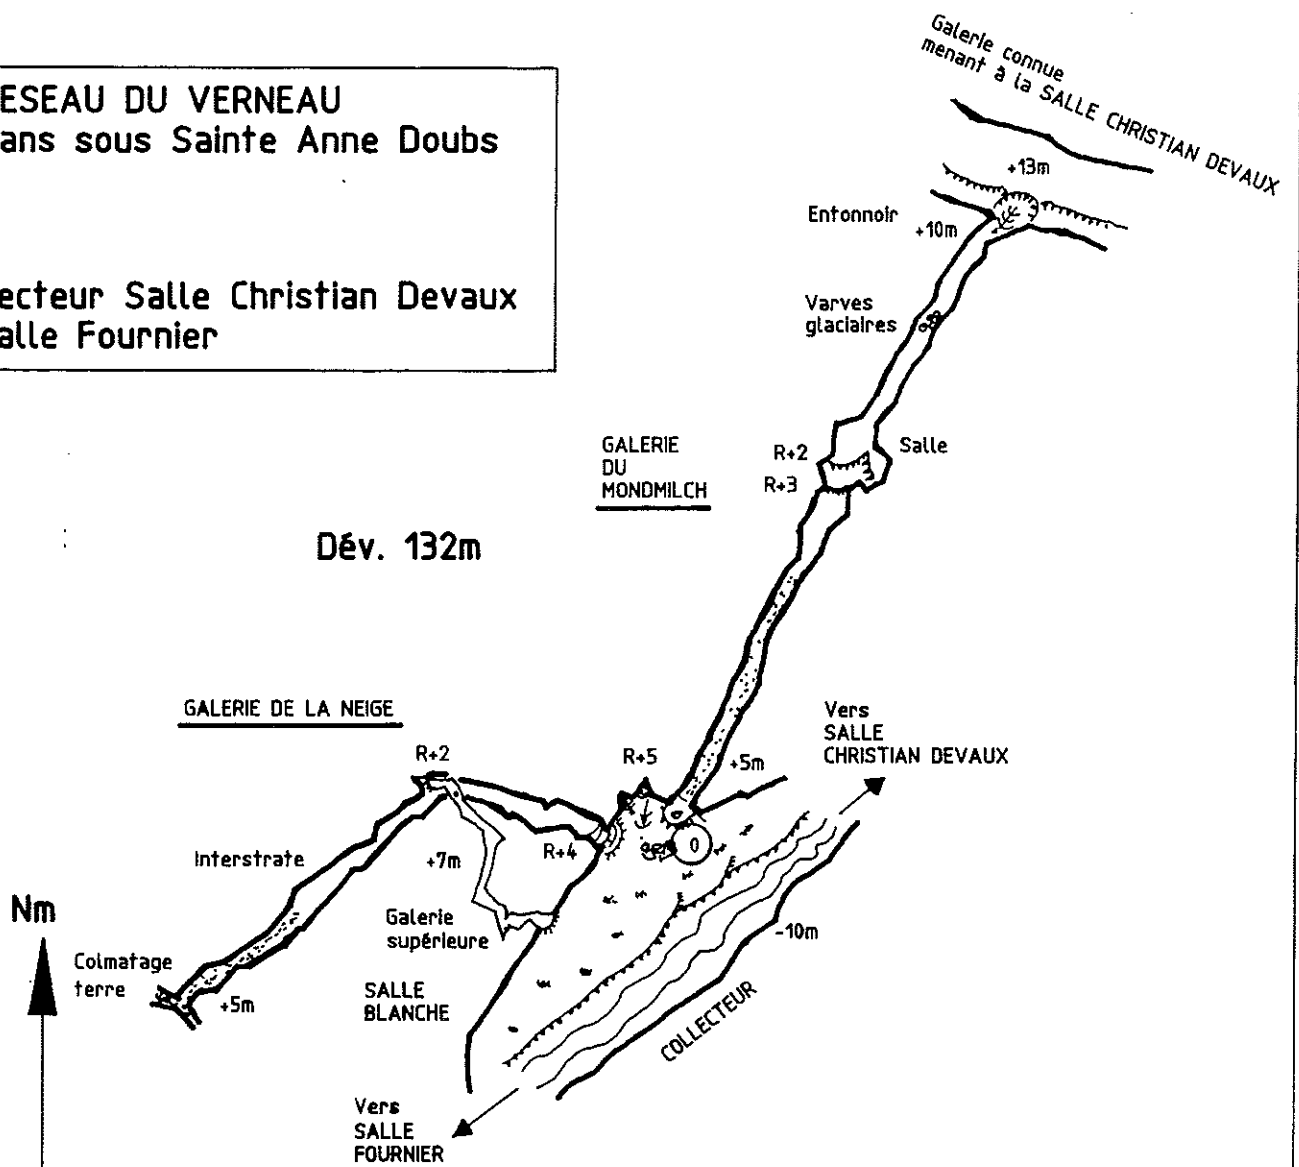 ESEAU DU VERNEAU
ans sous Sainte Anne Doubs
ecteur Salle Christian Devaux
alle Fournier
Galerie connue
menant à la SALLE CHRISTIAN DEVAUX
+13m
Entonnoir
+10m
Varves
glaciaires
GALERIE
DU
MONDMILCH
R+2
Salle
R+3
Dév. 132m
GALERIE DE LA NEIGE
R+2
R+5
+5m
Vers
SALLE
CHRISTIAN DEVAUX
Interstrate
+7m
R+4
0
Galerie
supérieure
Nm
Colmatage
terre
+5m
SALLE
BLANCHE
-10m
COLLECTEUR
Vers
SALLE
FOURNIER